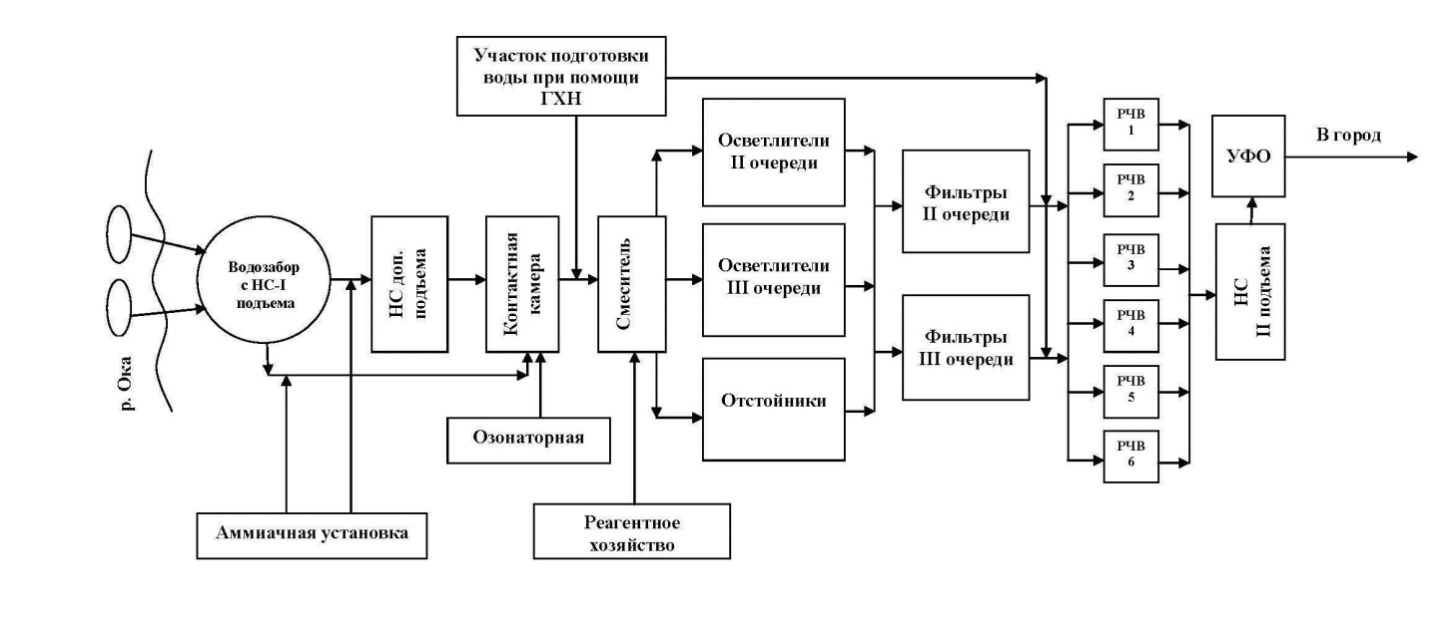 Участок подготовки
воды при помощи
ГХН
Осветлители
II очереди
Осветлители
III очереди
Отстойники
Фильтры
II очереди
Фильтры
III очереди
РЧВ
1
РЧВ
2
РЧВ
3
РЧВ
4
РЧВ
5
РЧВ
6
УФО
В город
НС
II подъема
р. Ока
Водозабор
с НС-I
подъема
НС доп.
подъема
Контактная
камера
Смеситель
Озонаторная
Аммиачная установка
Реагентное
хозяйство